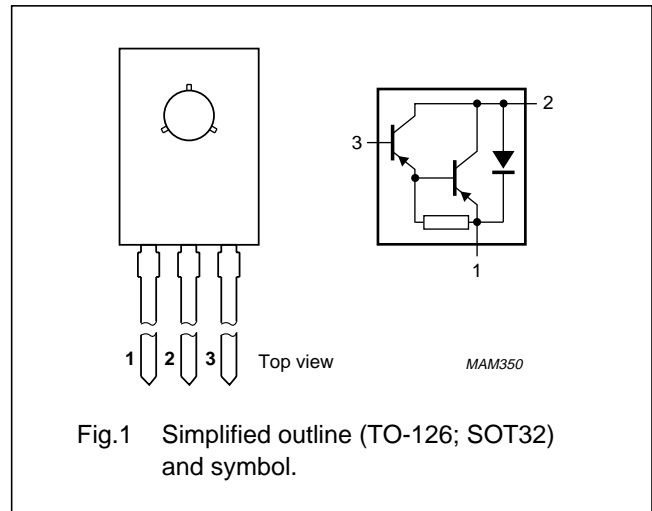 2
3
1
1 2 3 Top view
MAM350
Fig.1 Simplified outline (TO-126; SOT32)
and symbol.